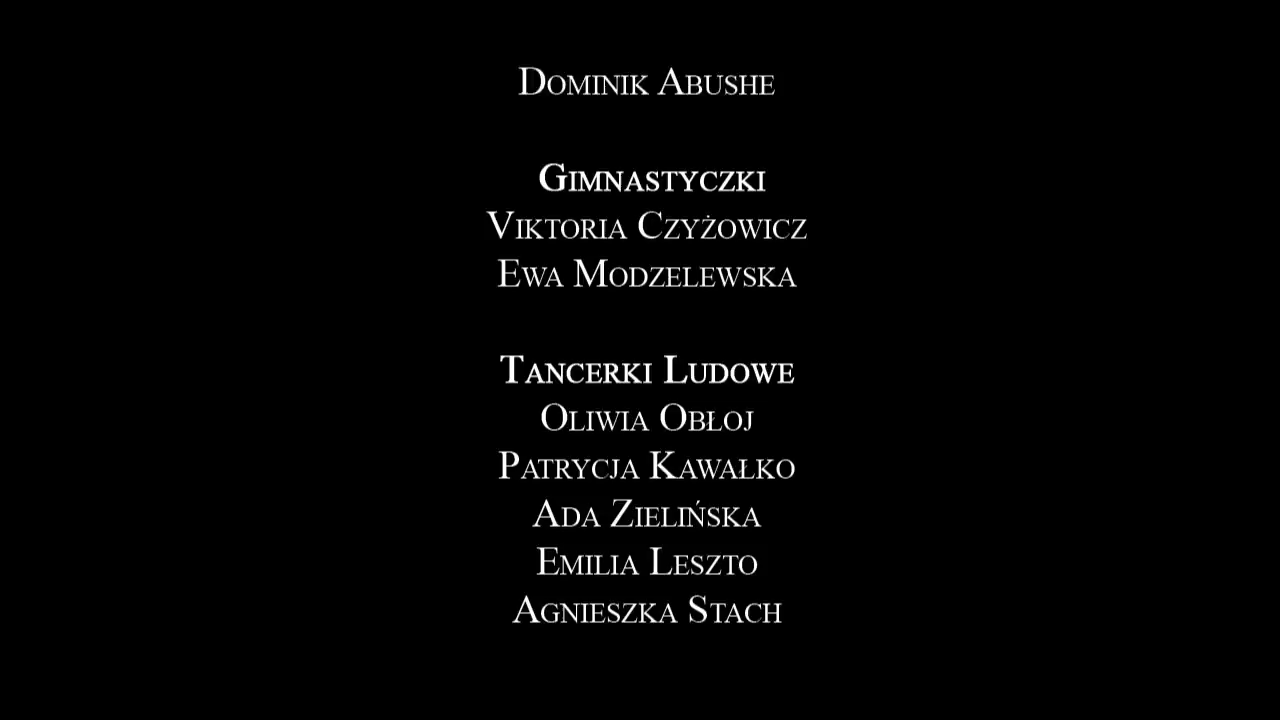 Dominik Abushe
Gimnastyczki
Viktoria Czyżowicz
Ewa Modzelewska
Tancerki Ludowe
Oliwia Obłoj
Patrycja Kawałko
Ada Zielińska
Emilia Leszto
Agnieszka Stach